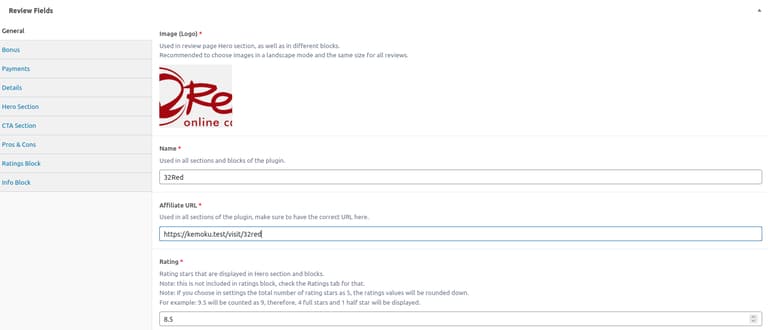 Review Fields
General
Bonus
Payments
Details
Hero Section
CTA Section
Pros & Cons
Ratings Block
Info Block
Image (Logo) *
Used in review page Hero section, as well as in different blocks.
Recommended to choose images in a landscape mode and the same size for all reviews.
2Re
online c
Name *
Used in all sections and blocks of the plugin.
32Red
Affiliate URL *
Used in all sections of the plugin, make sure to have the correct URL here.
https://kemoku.test/visit/32red
Rating *
Rating stars that are displayed in Hero section and blocks.
Note: this is not included in ratings block, check the Ratings tab for that.
Note: If you choose in settings the total number of rating stars as 5, the ratings values will be rounded down.
For example: 9.5 will be counted as 9, therefore, 4 full stars and 1 half star will be displayed.
8.5